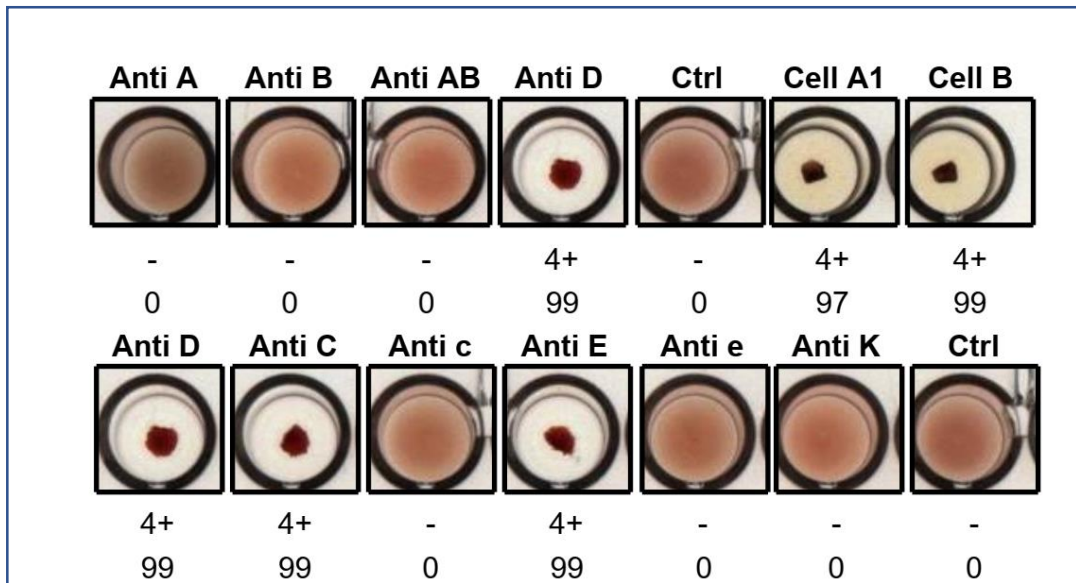 Anti A Anti B Anti AB Anti D Ctrl Cell A1 Cell B
- - - 4+ - 4+ 4+
0 0 0 99 0 97 99
Anti D Anti C Anti c Anti E Anti e Anti K Ctrl
4+ 4+ - 4+ - - -
99 99 0 99 0 0 0